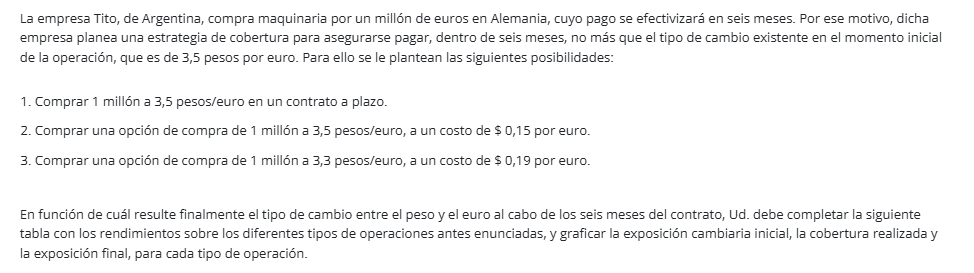 La empresa Tito, de Argentina, compra maquinaria por un millón de euros en Alemania, cuyo pago se efectivizará en seis meses. Por ese motivo, dicha
empresa planea una estrategia de cobertura para asegurarse pagar, dentro de seis meses, no más que el tipo de cambio existente en el momento inicial
de la operación, que es de 3,5 pesos por euro. Para ello se le plantean las siguientes posibilidades:
1. Comprar 1 millón a 3,5 pesos/euro en un contrato a plazo.
2. Comprar una opción de compra de 1 millón a 3,5 pesos/euro, a un costo de $ 0,15 por euro.
3. Comprar una opción de compra de 1 millón a 3,3 pesos/euro, a un costo de $ 0,19 por euro.
En función de cuál resulte finalmente el tipo de cambio entre el peso y el euro al cabo de los seis meses del contrato, Ud. debe completar la siguiente
tabla con los rendimientos sobre los diferentes tipos de operaciones antes enunciadas, y graficar la exposición cambiaria inicial, la cobertura realizada y
la exposición final, para cada tipo de operación.